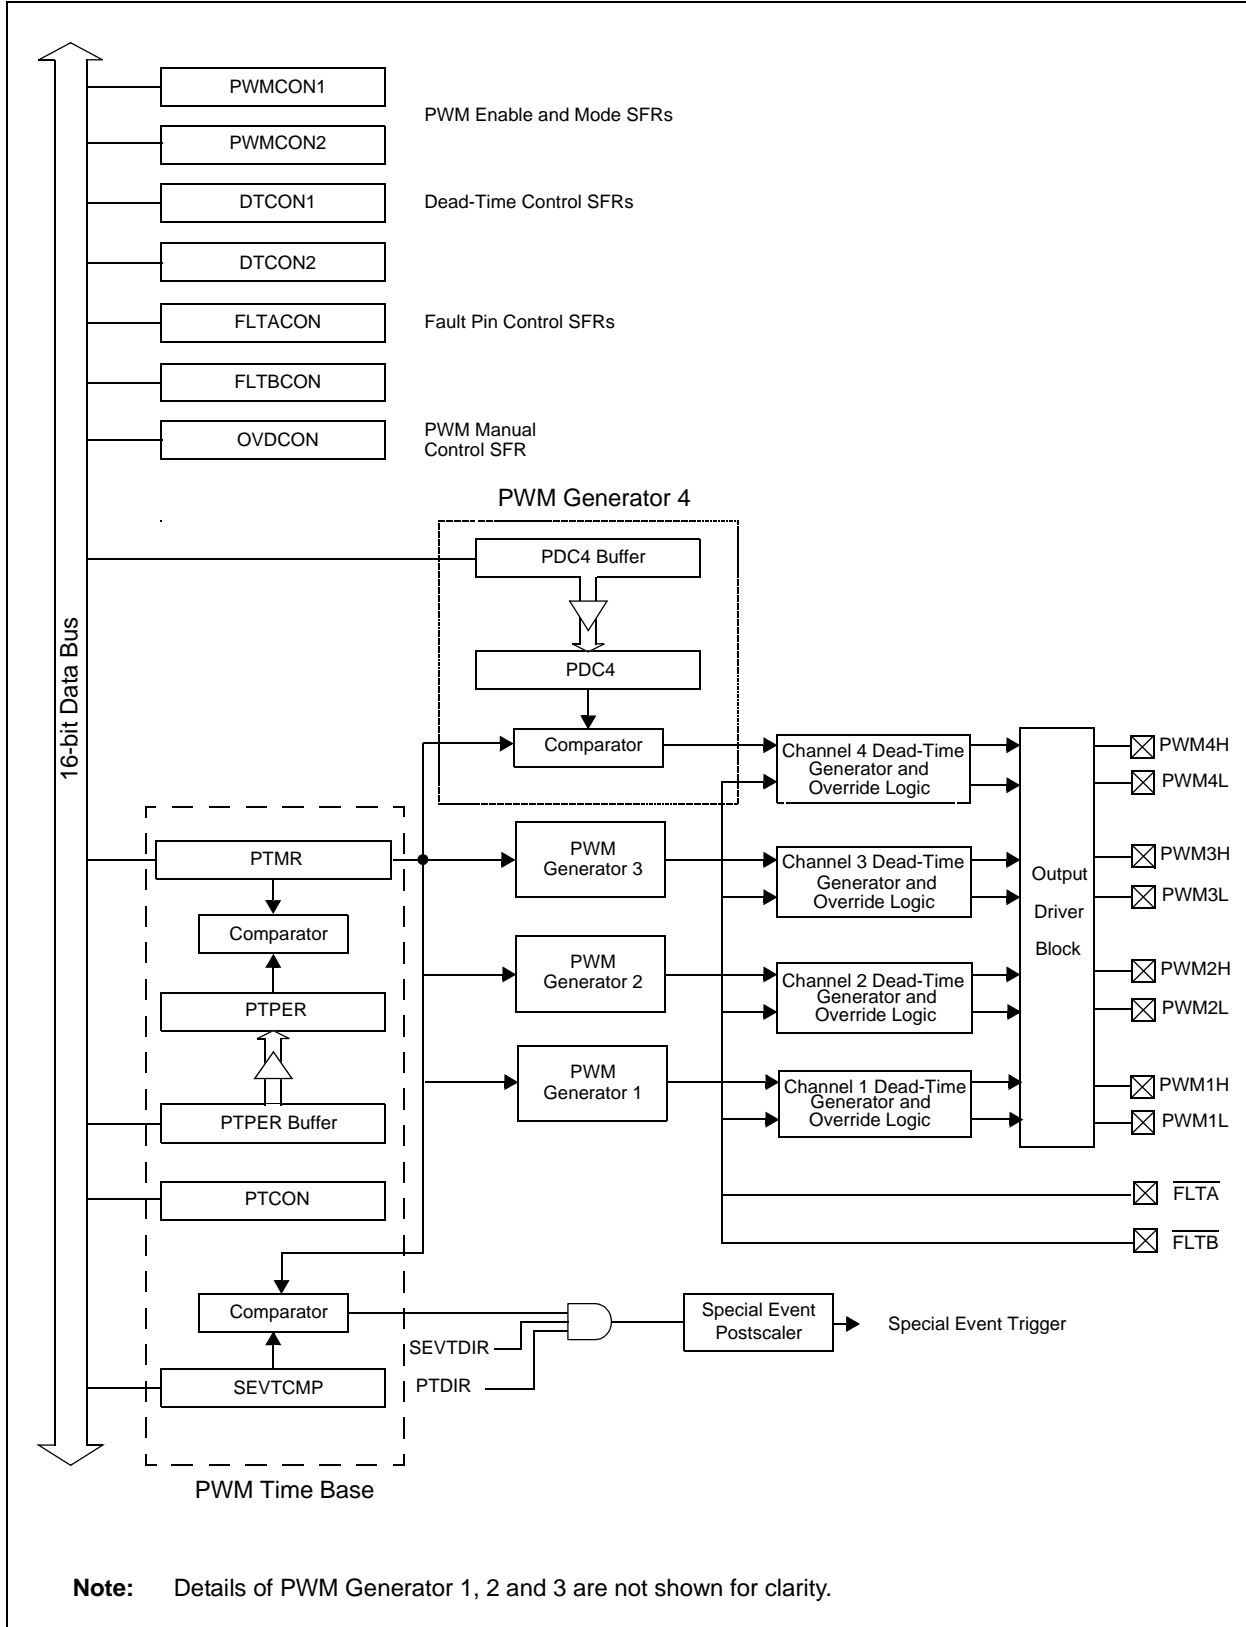 PWMCON1
PWM Enable and Mode SFRs
PWMCON2
DTCON1
Dead-Time Control SFRs
DTCON2
FLTACON
Fault Pin Control SFRs
FLTBCON
OVDCON
PWM Manual
Control SFR
16-bit Data Bus
PWM Generator 4
PDC4 Buffer
PDC4
Comparator
Channel 4 Dead-Time
Generator and
Override Logic
PWM4H
PWM4L
PTMR
PWM
Generator 3
Channel 3 Dead-Time
Generator and
Override Logic
PWM3H
PWM3L
Output
Driver
Block
Comparator
PTPER
PWM
Generator 2
Channel 2 Dead-Time
Generator and
Override Logic
PWM2H
PWM2L
PTPER Buffer
PWM
Generator 1
Channel 1 Dead-Time
Generator and
Override Logic
PWM1H
PWM1L
PTCON
FLTA
FLTB
Comparator
SEVTDIR
PTDIR
Special Event
Postscaler
Special Event Trigger
SEVTCMP
PWM Time Base
Note: Details of PWM Generator 1, 2 and 3 are not shown for clarity.